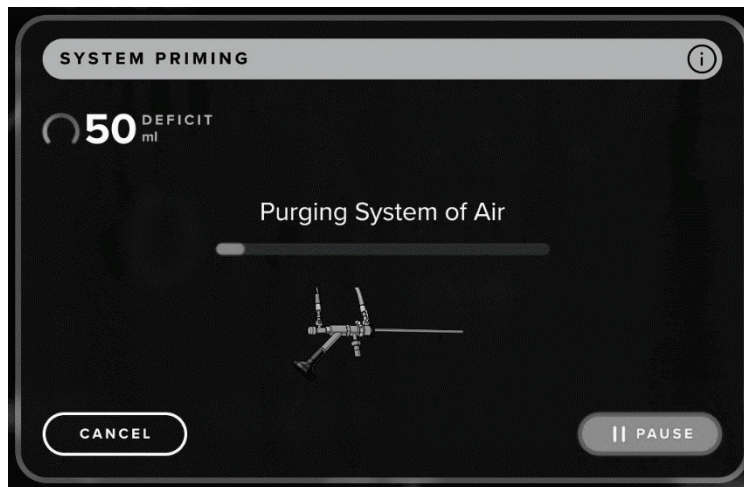 SYSTEM PRIMING
50 DEFICIT
ml
Purging System of Air
CANCEL
PAUSE